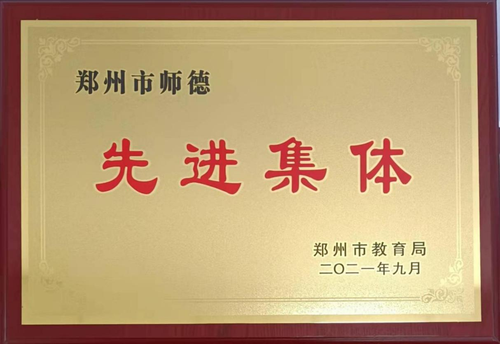 郑州市师德
先进集体
郑州市教育局
二〇二一年九月